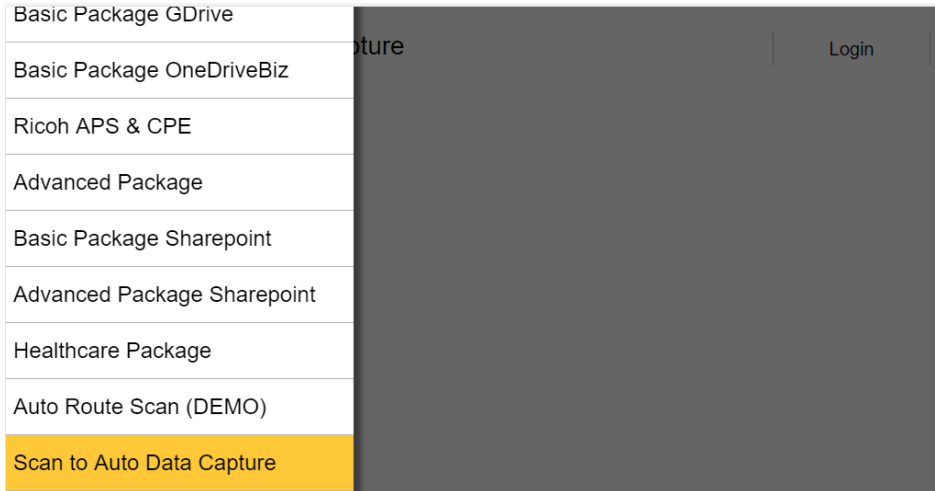 Basic Package GDrive
pture
Login
Basic Package OneDriveBiz
Ricoh APS & CPE
Advanced Package
Basic Package Sharepoint
Advanced Package Sharepoint
Healthcare Package
Auto Route Scan (DEMO)
Scan to Auto Data Capture